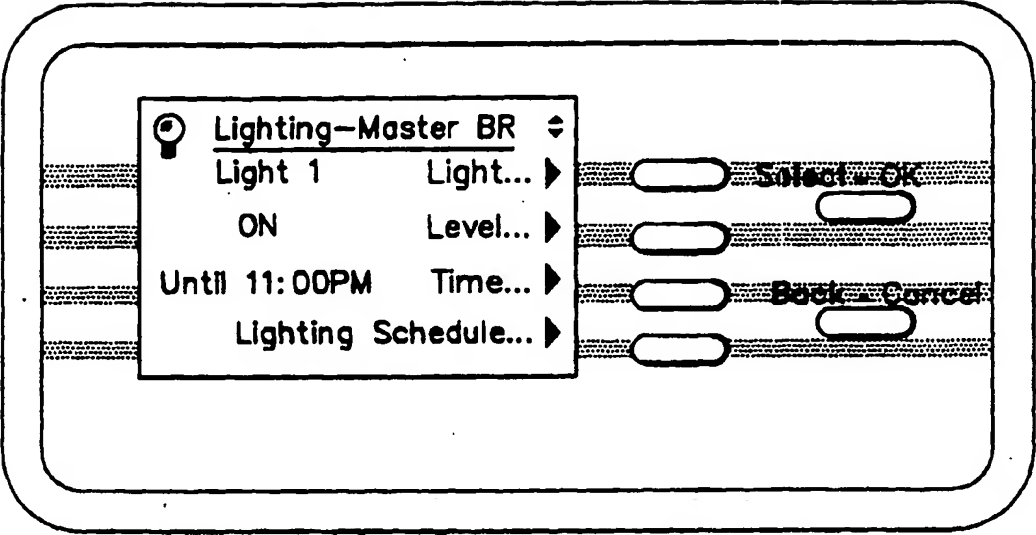 Lighting-Master BR
Light 1 Light...
ON Level...
Until 11:00PM Time...
Lighting Schedule...
Select - OK
Back - Cancel